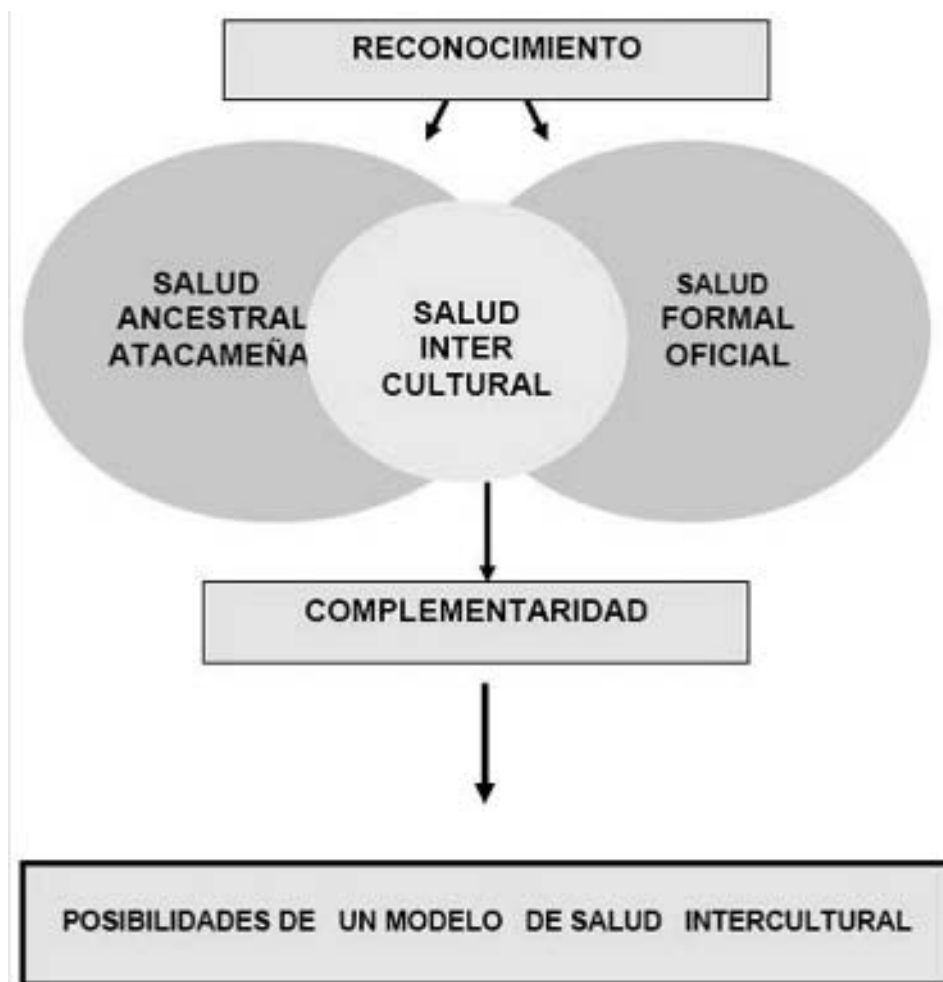 RECONOCIMIENTO
SALUD
ANCESTRAL
ATACAMEÑA
SALUD
INTER
CULTURAL
SALUD
FORMAL
OFICIAL
COMPLEMENTARIDAD
POSIBILIDADES DE UN MODELO DE SALUD INTERCULTURAL